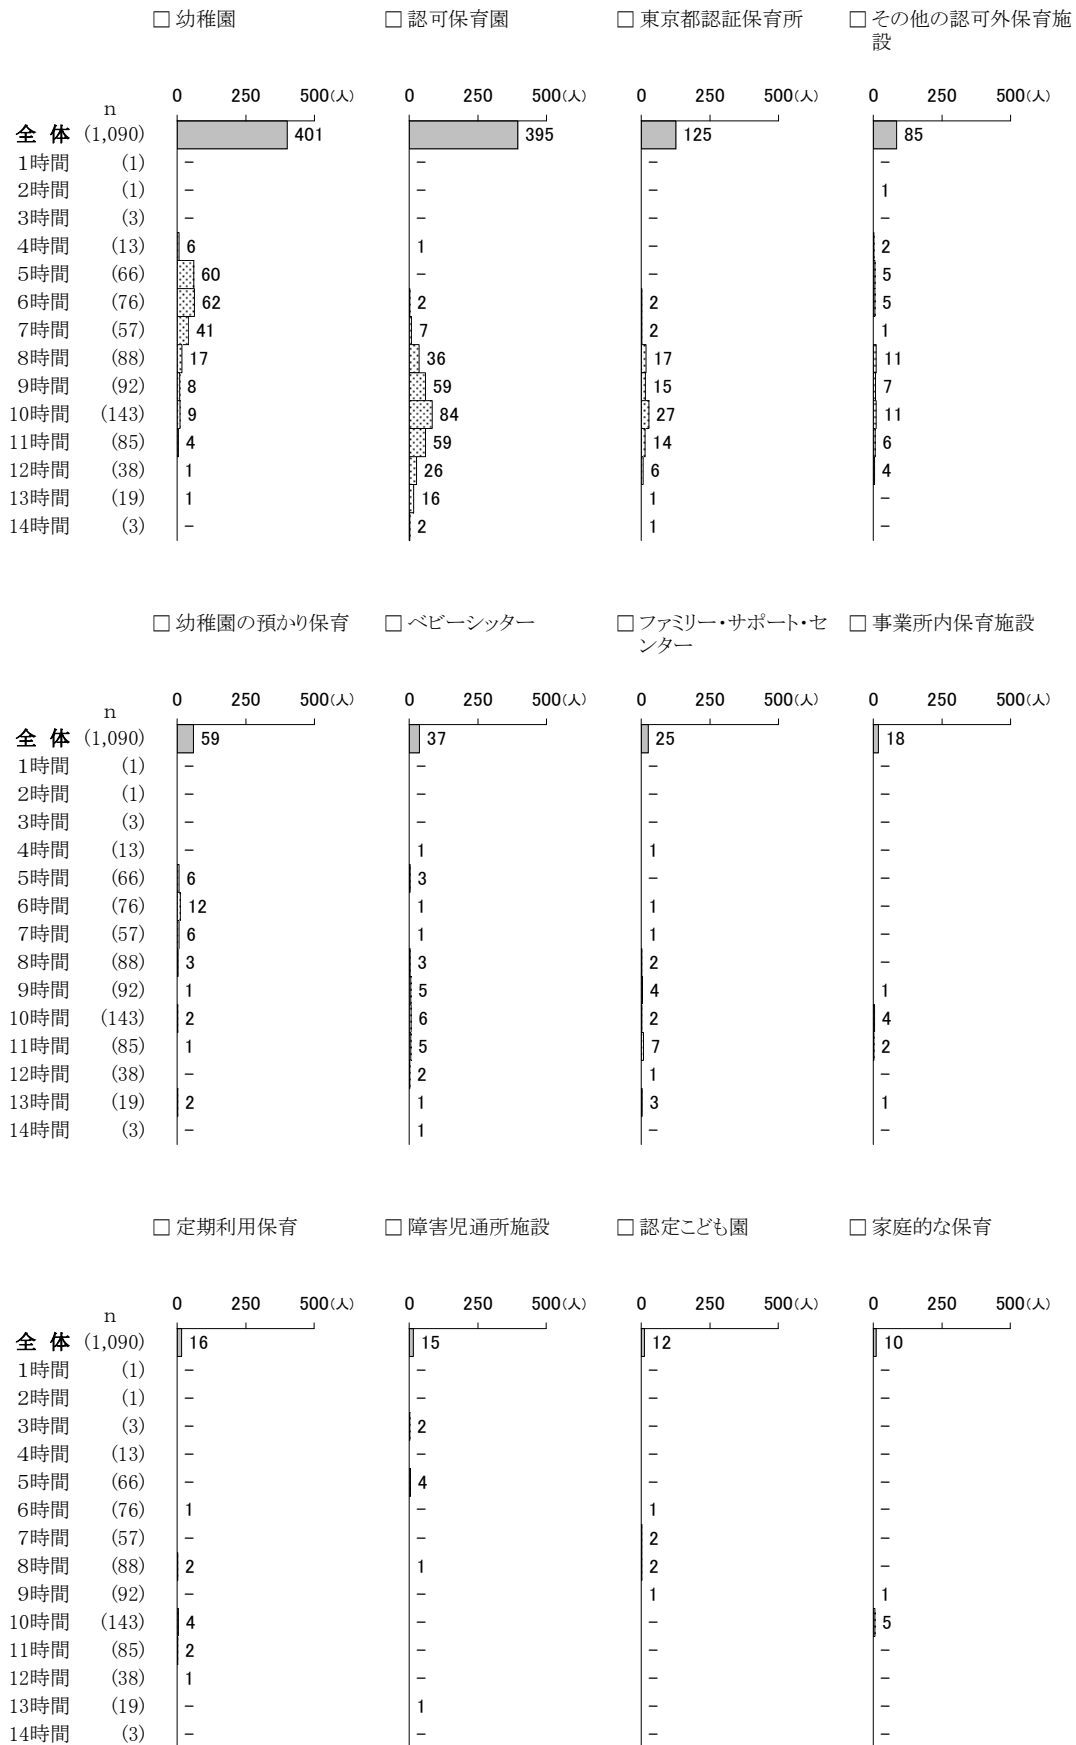 □ 幼稚園 □ 認可保育園 □ 東京都認証保育所 □ その他の認可外保育施
設
n 0 250 500(人) 0 250 500(人) 0 250 500(人) 0 250 500(人)
全 体 (1,090) 401 395 125 85
1時間 (1) － － － －
2時間 (1) － － － 1
3時間 (3) － － － －
4時間 (13) 6 1 － 2
5時間 (66) 60 － － 5
6時間 (76) 62 2 2 5
7時間 (57) 41 7 2 1
8時間 (88) 17 36 17 11
9時間 (92) 8 59 15 7
10時間 (143) 9 84 27 11
11時間 (85) 4 59 14 6
12時間 (38) 1 26 6 4
13時間 (19) 1 16 1 －
14時間 (3) － 2 1 －
□ 幼稚園の預かり保育 □ ベビーシッター □ ファミリー・サポート・セ □ 事業所内保育施設
ンター
n 0 250 500(人) 0 250 500(人) 0 250 500(人) 0 250 500(人)
全 体 (1,090) 59 37 25 18
1時間 (1) － － － －
2時間 (1) － － － －
3時間 (3) － － － －
4時間 (13) － 1 1 －
5時間 (66) 6 3 － －
6時間 (76) 12 1 1 －
7時間 (57) 6 1 1 －
8時間 (88) 3 3 2 －
9時間 (92) 1 5 4 1
10時間 (143) 2 6 2 4
11時間 (85) 1 5 7 2
12時間 (38) － 2 1 －
13時間 (19) 2 1 3 1
14時間 (3) － 1 － －
□ 定期利用保育 □ 障害児通所施設 □ 認定こども園 □ 家庭的な保育
n 0 250 500(人) 0 250 500(人) 0 250 500(人) 0 250 500(人)
全 体 (1,090) 16 15 12 10
1時間 (1) － － － －
2時間 (1) － － － －
3時間 (3) － 2 － －
4時間 (13) － － － －
5時間 (66) － 4 － －
6時間 (76) 1 － 1 －
7時間 (57) － － 2 －
8時間 (88) 2 1 2 －
9時間 (92) － － 1 1
10時間 (143) 4 － － 5
11時間 (85) 2 － － －
12時間 (38) 1 － － －
13時間 (19) － 1 － －
14時間 (3) － － － －